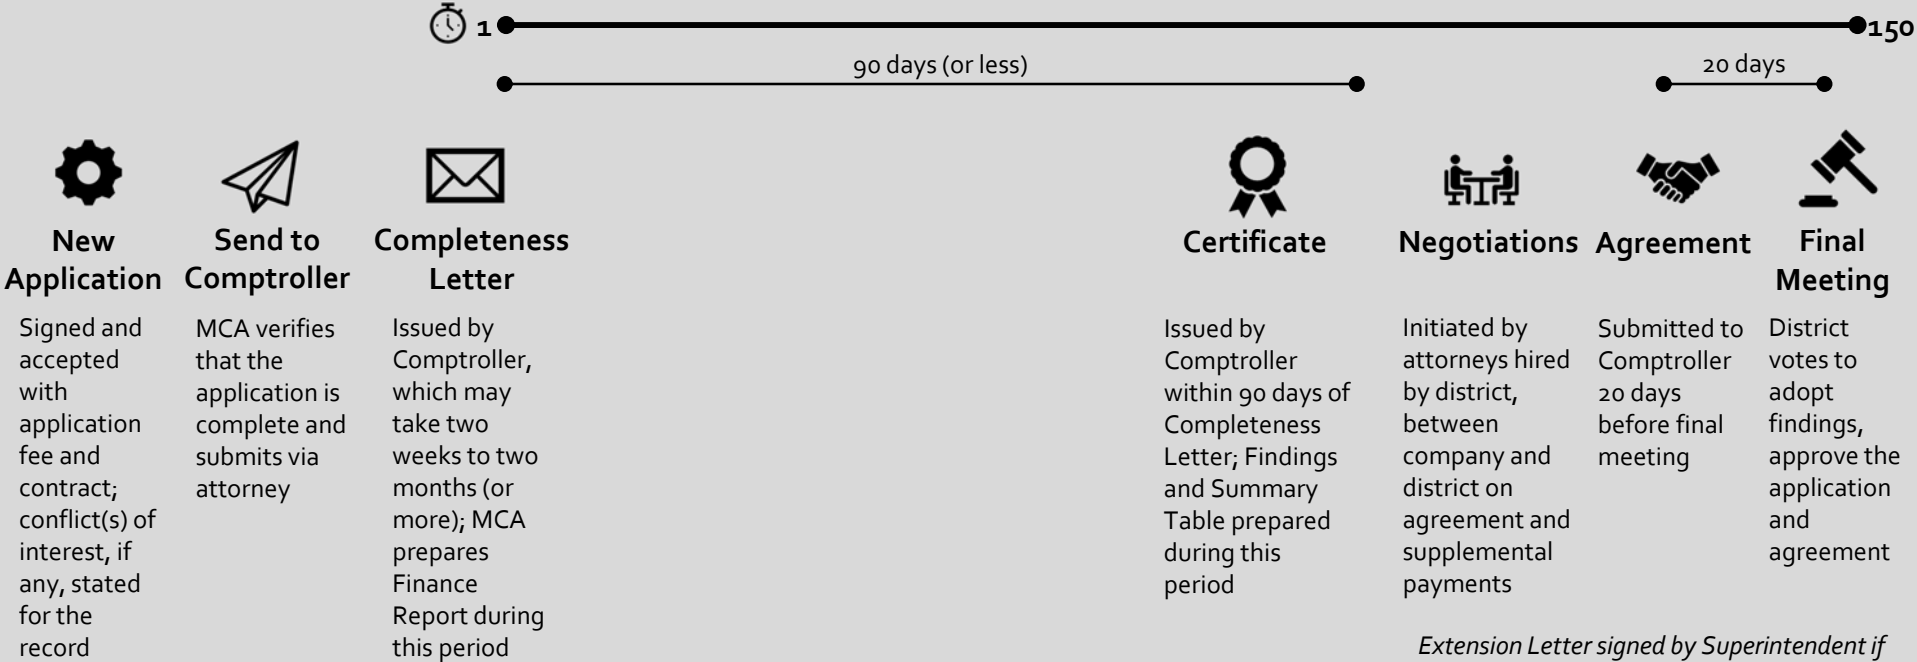 1
150
90 days (or less)
20 days
New
Application
Signed and
accepted
with
application
fee and
contract;
conflict(s) of
interest, if
any, stated
for the
record
Send to
Comptroller
MCA verifies
that the
application is
complete and
submits via
attorney
Completeness
Letter
Issued by
Comptroller,
which may
take two
weeks to two
months (or
more); MCA
prepares
Finance
Report during
this period
Certificate
Issued by
Comptroller
within 90 days of
Completeness
Letter; Findings
and Summary
Table prepared
during this
period
Negotiations
Initiated by
attorneys hired
by district,
between
company and
district on
agreement and
supplemental
payments
Agreement
Submitted to
Comptroller
20 days
before final
meeting
Final
Meeting
District
votes to
adopt
findings,
approve the
application
and
agreement
Extension Letter signed by Superintendent if